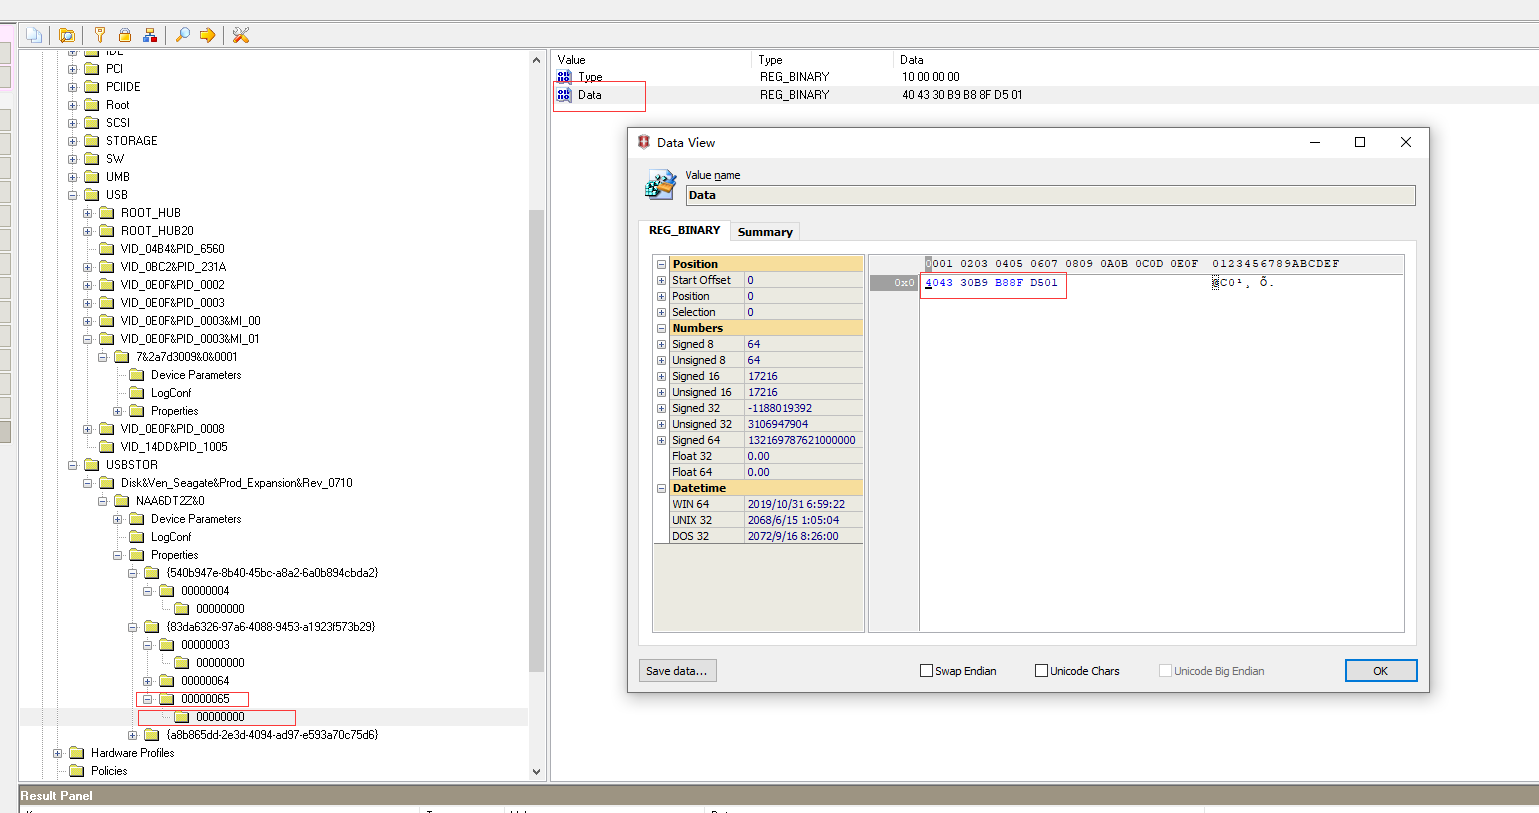 IDE
PCI
PCIIDE
Root
SCSI
STORAGE
SW
UMB
USB
ROOT_HUB
ROOT_HUB20
VID_04B4&PID_6560
VID_0BC2&PID_231A
VID_0E0F&PID_0002
VID_0E0F&PID_0003
VID_0E0F&PID_0003&MI_00
VID_0E0F&PID_0003&MI_01
7&2a7d3009&0&0001
Device Parameters
LogConf
Properties
VID_0E0F&PID_0008
VID_14DD&PID_1005
USBSTOR
Disk&Ven_Seagate&Prod_Expansion&Rev_0710
NAA6DT2Z&0
Device Parameters
LogConf
Properties
{540b947e-8b40-45bc-a8a2-6a0b894cbda2}
00000004
00000000
{83da6326-97a6-4088-9453-a1923f573b29}
00000003
00000000
00000064
00000065
00000000
{a8b865dd-2e3d-4094-ad97-e593a70c75d6}
Hardware Profiles
Policies
Value Type Data
Type REG_BINARY 10 00 00 00
Data REG_BINARY 40 43 30 B9 B8 8F D5 01
Data View
Value name
Data
REG_BINARY Summary
Position
Start Offset 0
Position 0
Selection 0
Numbers
Signed 8 64
Unsigned 8 64
Signed 16 17216
Unsigned 16 17216
Signed 32 -1188019392
Unsigned 32 3106947904
Signed 64 132169787621000000
Float 32 0.00
Float 64 0.00
Datetime
WIN 64 2019/10/31 6:59:22
UNIX 32 2068/6/15 1:05:04
DOS 32 2072/9/16 8:26:00
0001 0203 0405 0607 0809 0A0B 0C0D 0E0F 0123456789ABCDEF
0x0 4043 30B9 B88F D501 @C0¹¸ Õ.
Save data... Swap Endian Unicode Chars Unicode Big Endian OK
Result Panel